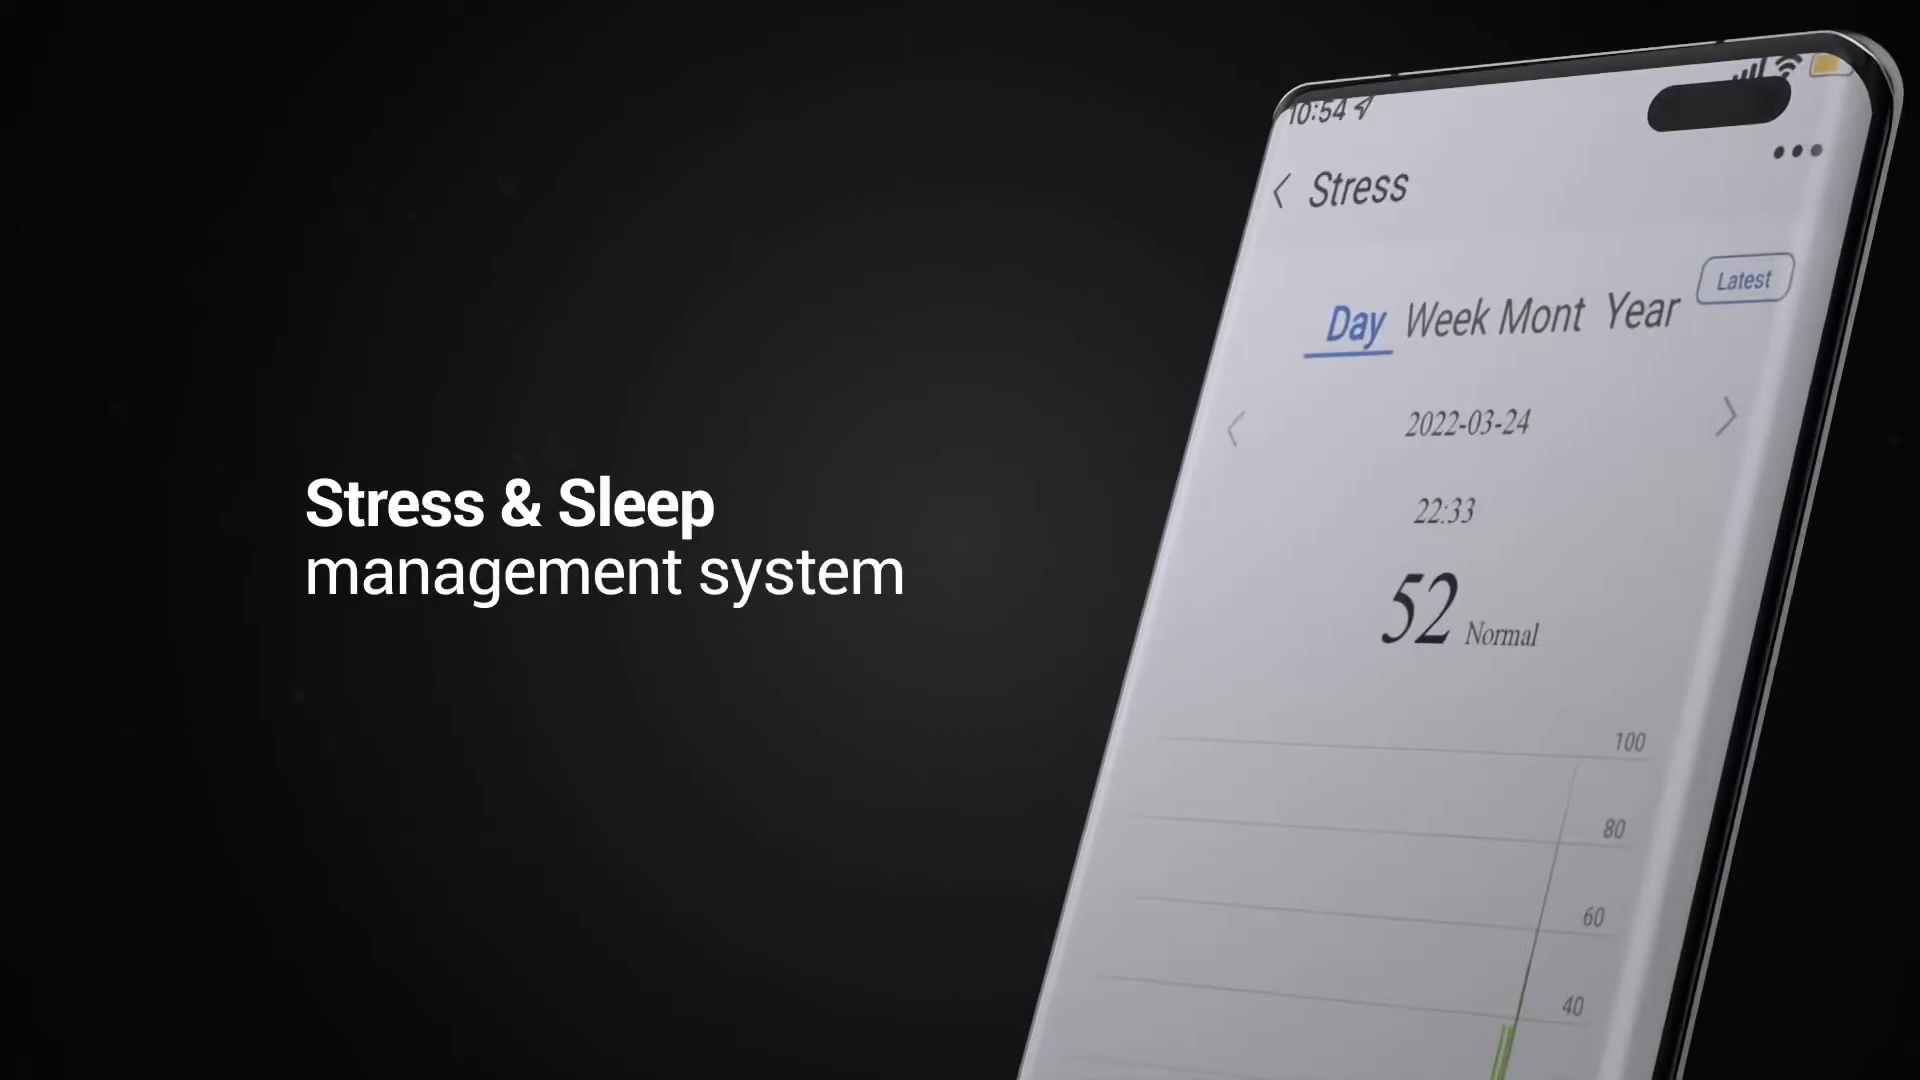 Stress & Sleep
management system
10:54
Stress
Latest
Day Week Mont Year
2022-03-24
22:33
52 Normal
100
80
60
40